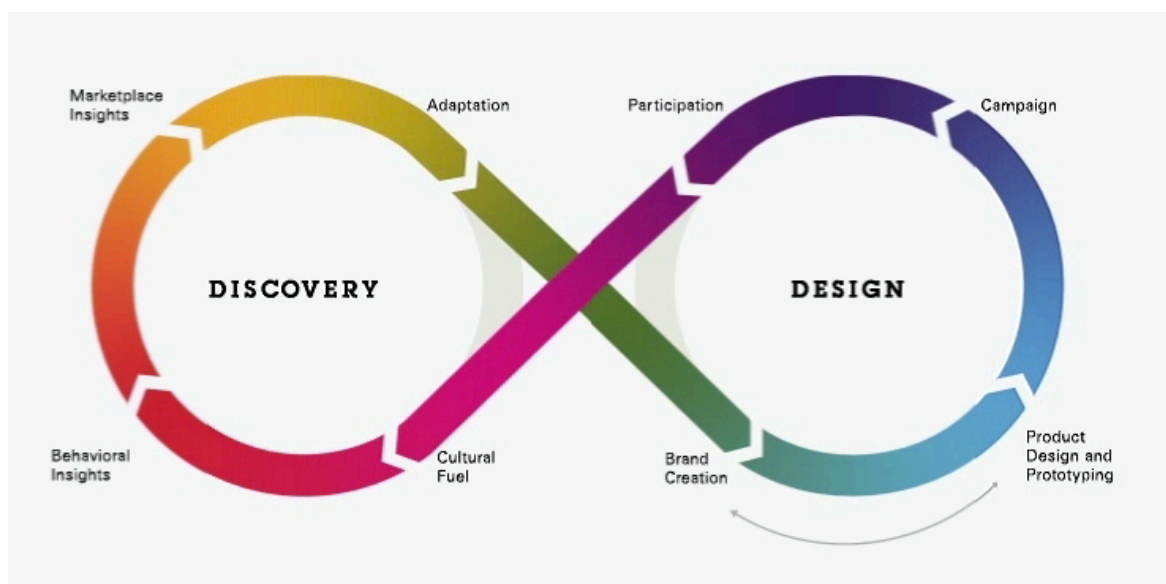 Marketplace
Insights
Adaptation
Participation
Campaign
DISCOVERY
DESIGN
Behavioral
Insights
Cultural
Fuel
Brand
Creation
Product
Design and
Prototyping